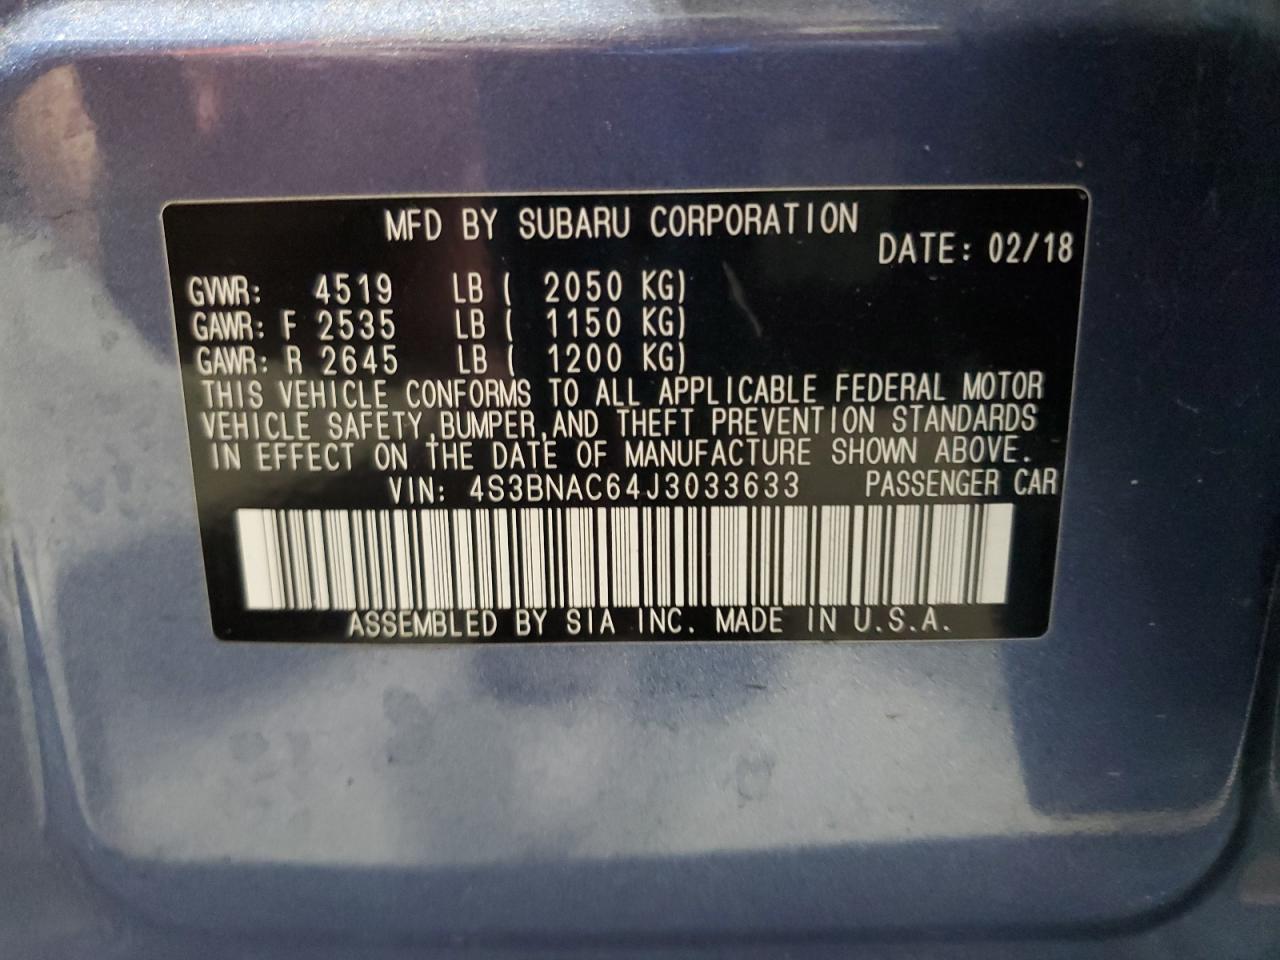 MFD BY SUBARU CORPORATION
DATE: 02/18
GVWR: 4519 LB ( 2050 KG)
GAWR: F 2535 LB ( 1150 KG)
GAWR: R 2645 LB ( 1200 KG)
THIS VEHICLE CONFORMS TO ALL APPLICABLE FEDERAL MOTOR
VEHICLE SAFETY,BUMPER,AND THEFT PREVENTION STANDARDS
IN EFFECT ON THE DATE OF MANUFACTURE SHOWN ABOVE.
VIN: 4S3BNAC64J3033633 PASSENGER CAR
ASSEMBLED BY SIA INC. MADE IN U.S.A.